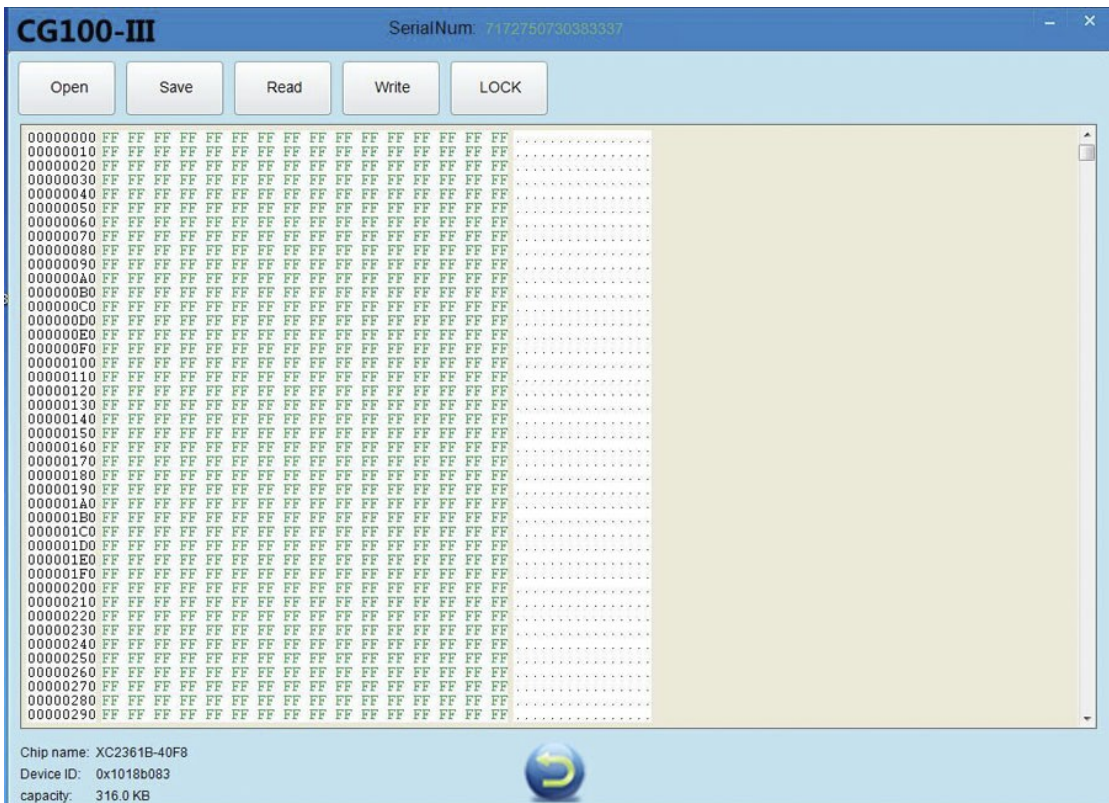 CG100-III
SerialNum: 7172750730383337
Open Save Read Write LOCK
00000000 FF FF FF FF FF FF FF FF FF FF FF FF FF FF FF FF ................
00000010 FF FF FF FF FF FF FF FF FF FF FF FF FF FF FF FF ................
00000020 FF FF FF FF FF FF FF FF FF FF FF FF FF FF FF FF ................
00000030 FF FF FF FF FF FF FF FF FF FF FF FF FF FF FF FF ................
00000040 FF FF FF FF FF FF FF FF FF FF FF FF FF FF FF FF ................
00000050 FF FF FF FF FF FF FF FF FF FF FF FF FF FF FF FF ................
00000060 FF FF FF FF FF FF FF FF FF FF FF FF FF FF FF FF ................
00000070 FF FF FF FF FF FF FF FF FF FF FF FF FF FF FF FF ................
00000080 FF FF FF FF FF FF FF FF FF FF FF FF FF FF FF FF ................
00000090 FF FF FF FF FF FF FF FF FF FF FF FF FF FF FF FF ................
000000A0 FF FF FF FF FF FF FF FF FF FF FF FF FF FF FF FF ................
000000B0 FF FF FF FF FF FF FF FF FF FF FF FF FF FF FF FF ................
000000C0 FF FF FF FF FF FF FF FF FF FF FF FF FF FF FF FF ................
000000D0 FF FF FF FF FF FF FF FF FF FF FF FF FF FF FF FF ................
000000E0 FF FF FF FF FF FF FF FF FF FF FF FF FF FF FF FF ................
000000F0 FF FF FF FF FF FF FF FF FF FF FF FF FF FF FF FF ................
00000100 FF FF FF FF FF FF FF FF FF FF FF FF FF FF FF FF ................
00000110 FF FF FF FF FF FF FF FF FF FF FF FF FF FF FF FF ................
00000120 FF FF FF FF FF FF FF FF FF FF FF FF FF FF FF FF ................
00000130 FF FF FF FF FF FF FF FF FF FF FF FF FF FF FF FF ................
00000140 FF FF FF FF FF FF FF FF FF FF FF FF FF FF FF FF ................
00000150 FF FF FF FF FF FF FF FF FF FF FF FF FF FF FF FF ................
00000160 FF FF FF FF FF FF FF FF FF FF FF FF FF FF FF FF ................
00000170 FF FF FF FF FF FF FF FF FF FF FF FF FF FF FF FF ................
00000180 FF FF FF FF FF FF FF FF FF FF FF FF FF FF FF FF ................
00000190 FF FF FF FF FF FF FF FF FF FF FF FF FF FF FF FF ................
000001A0 FF FF FF FF FF FF FF FF FF FF FF FF FF FF FF FF ................
000001B0 FF FF FF FF FF FF FF FF FF FF FF FF FF FF FF FF ................
000001C0 FF FF FF FF FF FF FF FF FF FF FF FF FF FF FF FF ................
000001D0 FF FF FF FF FF FF FF FF FF FF FF FF FF FF FF FF ................
000001E0 FF FF FF FF FF FF FF FF FF FF FF FF FF FF FF FF ................
000001F0 FF FF FF FF FF FF FF FF FF FF FF FF FF FF FF FF ................
00000200 FF FF FF FF FF FF FF FF FF FF FF FF FF FF FF FF ................
00000210 FF FF FF FF FF FF FF FF FF FF FF FF FF FF FF FF ................
00000220 FF FF FF FF FF FF FF FF FF FF FF FF FF FF FF FF ................
00000230 FF FF FF FF FF FF FF FF FF FF FF FF FF FF FF FF ................
00000240 FF FF FF FF FF FF FF FF FF FF FF FF FF FF FF FF ................
00000250 FF FF FF FF FF FF FF FF FF FF FF FF FF FF FF FF ................
00000260 FF FF FF FF FF FF FF FF FF FF FF FF FF FF FF FF ................
00000270 FF FF FF FF FF FF FF FF FF FF FF FF FF FF FF FF ................
00000280 FF FF FF FF FF FF FF FF FF FF FF FF FF FF FF FF ................
00000290 FF FF FF FF FF FF FF FF FF FF FF FF FF FF FF FF ................
Chip name: XC2361B-40F8
Device ID: 0x1018b083
capacity: 316.0 KB